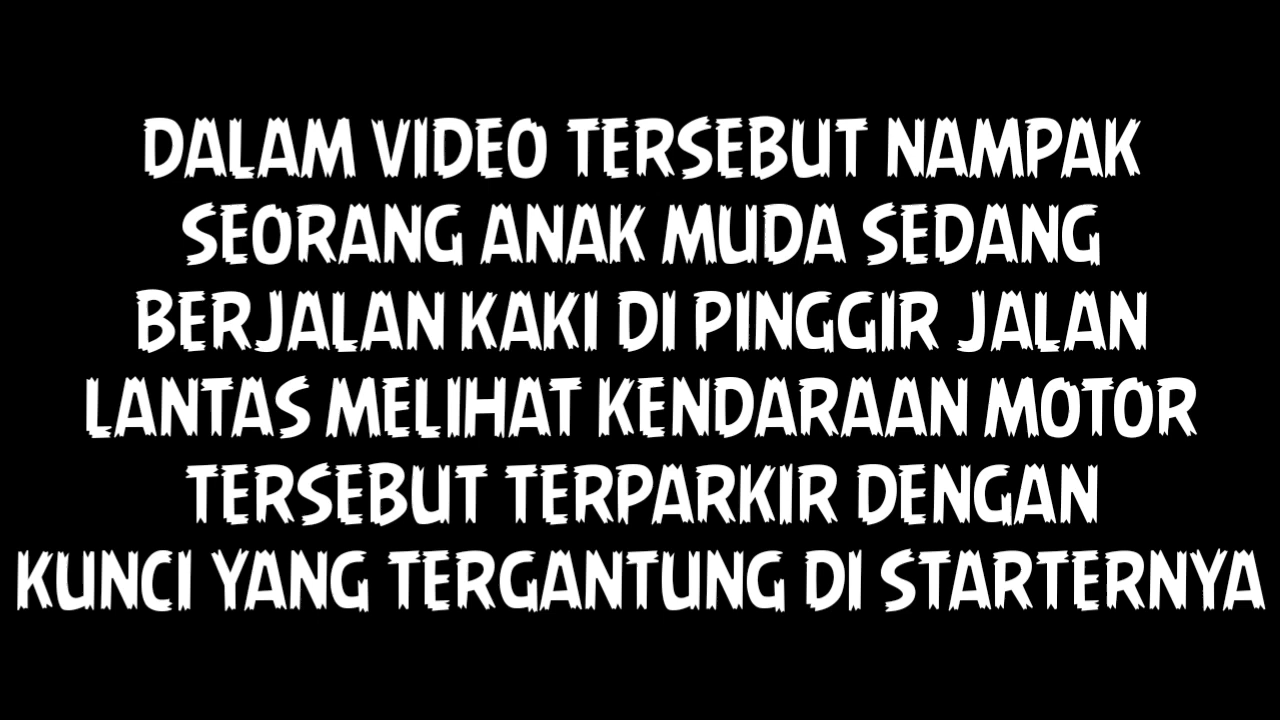 DALAM VIDEO TERSEBUT NAMPAK
SEORANG ANAK MUDA SEDANG
BERJALAN KAKI DI PINGGIR JALAN
LANTAS MELIHAT KENDARAAN MOTOR
TERSEBUT TERPARKIR DENGAN
KUNCI YANG TERGANTUNG DI STARTERNYA